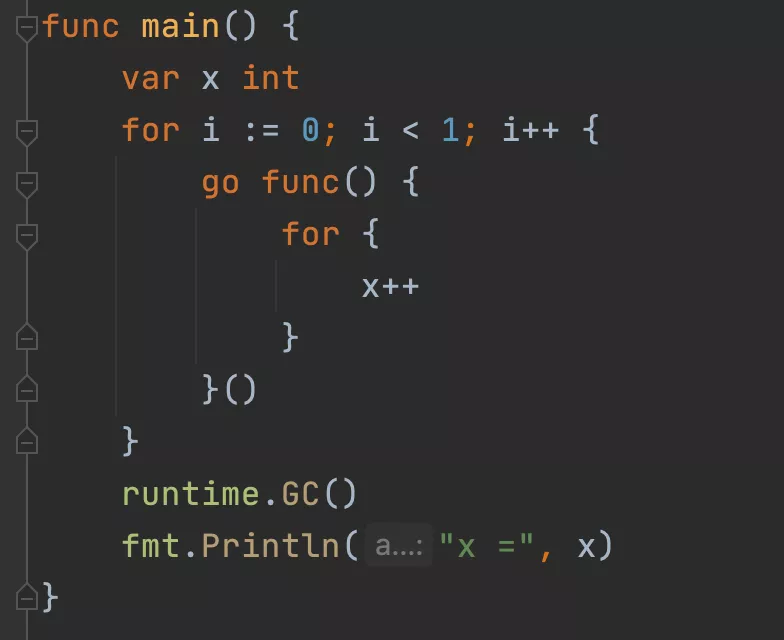 func main() {
    var x int
    for i := 0; i < 1; i++ {
        go func() {
            for {
                x++
            }
        }()
    }
    runtime.GC()
    fmt.Println( a...: "x =", x)
}